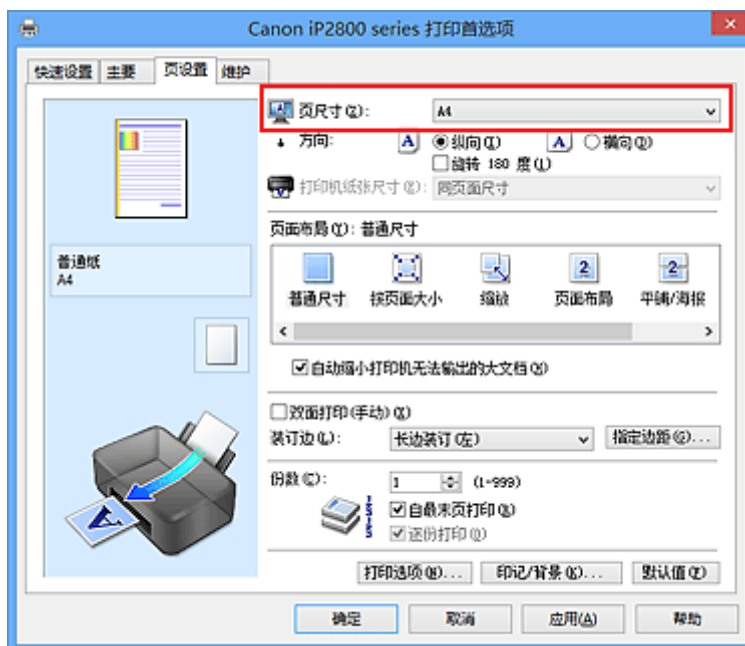 Canon iP2800 series 打印首选项
快速设置 主要 页设置 维护
页尺寸(Z): A4
方向: A 纵向(T) A 横向(D)
旋转 180 度(L)
打印机纸张尺寸(R): 同页面尺寸
页面布局(Y): 普通尺寸
普通纸
A4
普通尺寸 按页面大小 缩放 页面布局 平铺/海报
自动缩小打印机无法输出的大文档(W)
双面打印(手动)(X)
装订边(L): 长边装订(左) 指定边距(G)...
份数(C): 1 (1-999)
自最末页打印(B)
逐份打印(O)
打印选项(N)... 印记/背景(K)... 默认值(F)
确定 取消 应用(A) 帮助